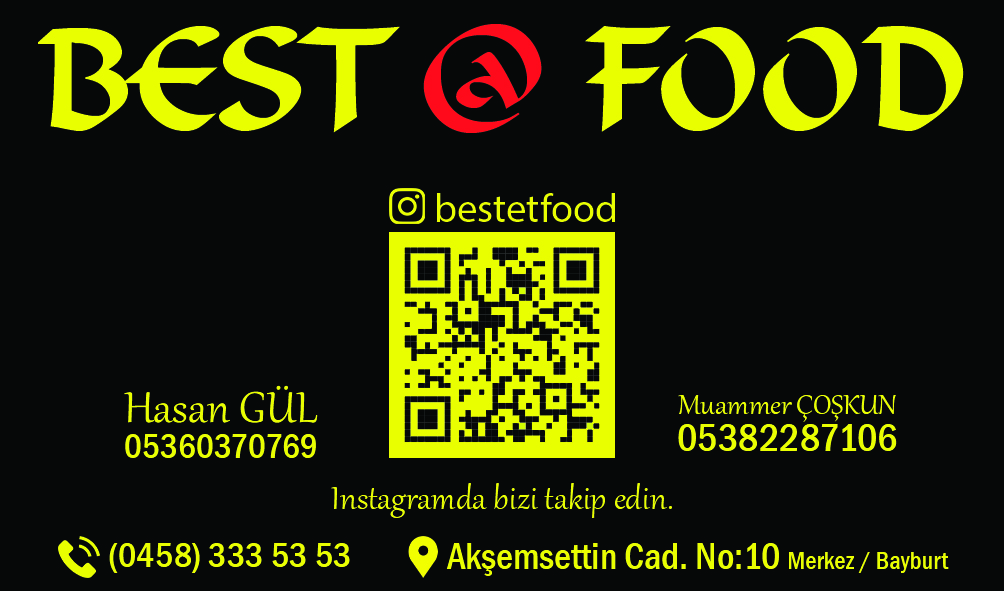 BEST @ FOOD
bestetfood
Hasan GÜL
05360370769
Muammer ÇOŞKUN
05382287106
Instagramda bizi takip edin.
(0458) 333 53 53
Akşemsettin Cad. No:10 Merkez / Bayburt